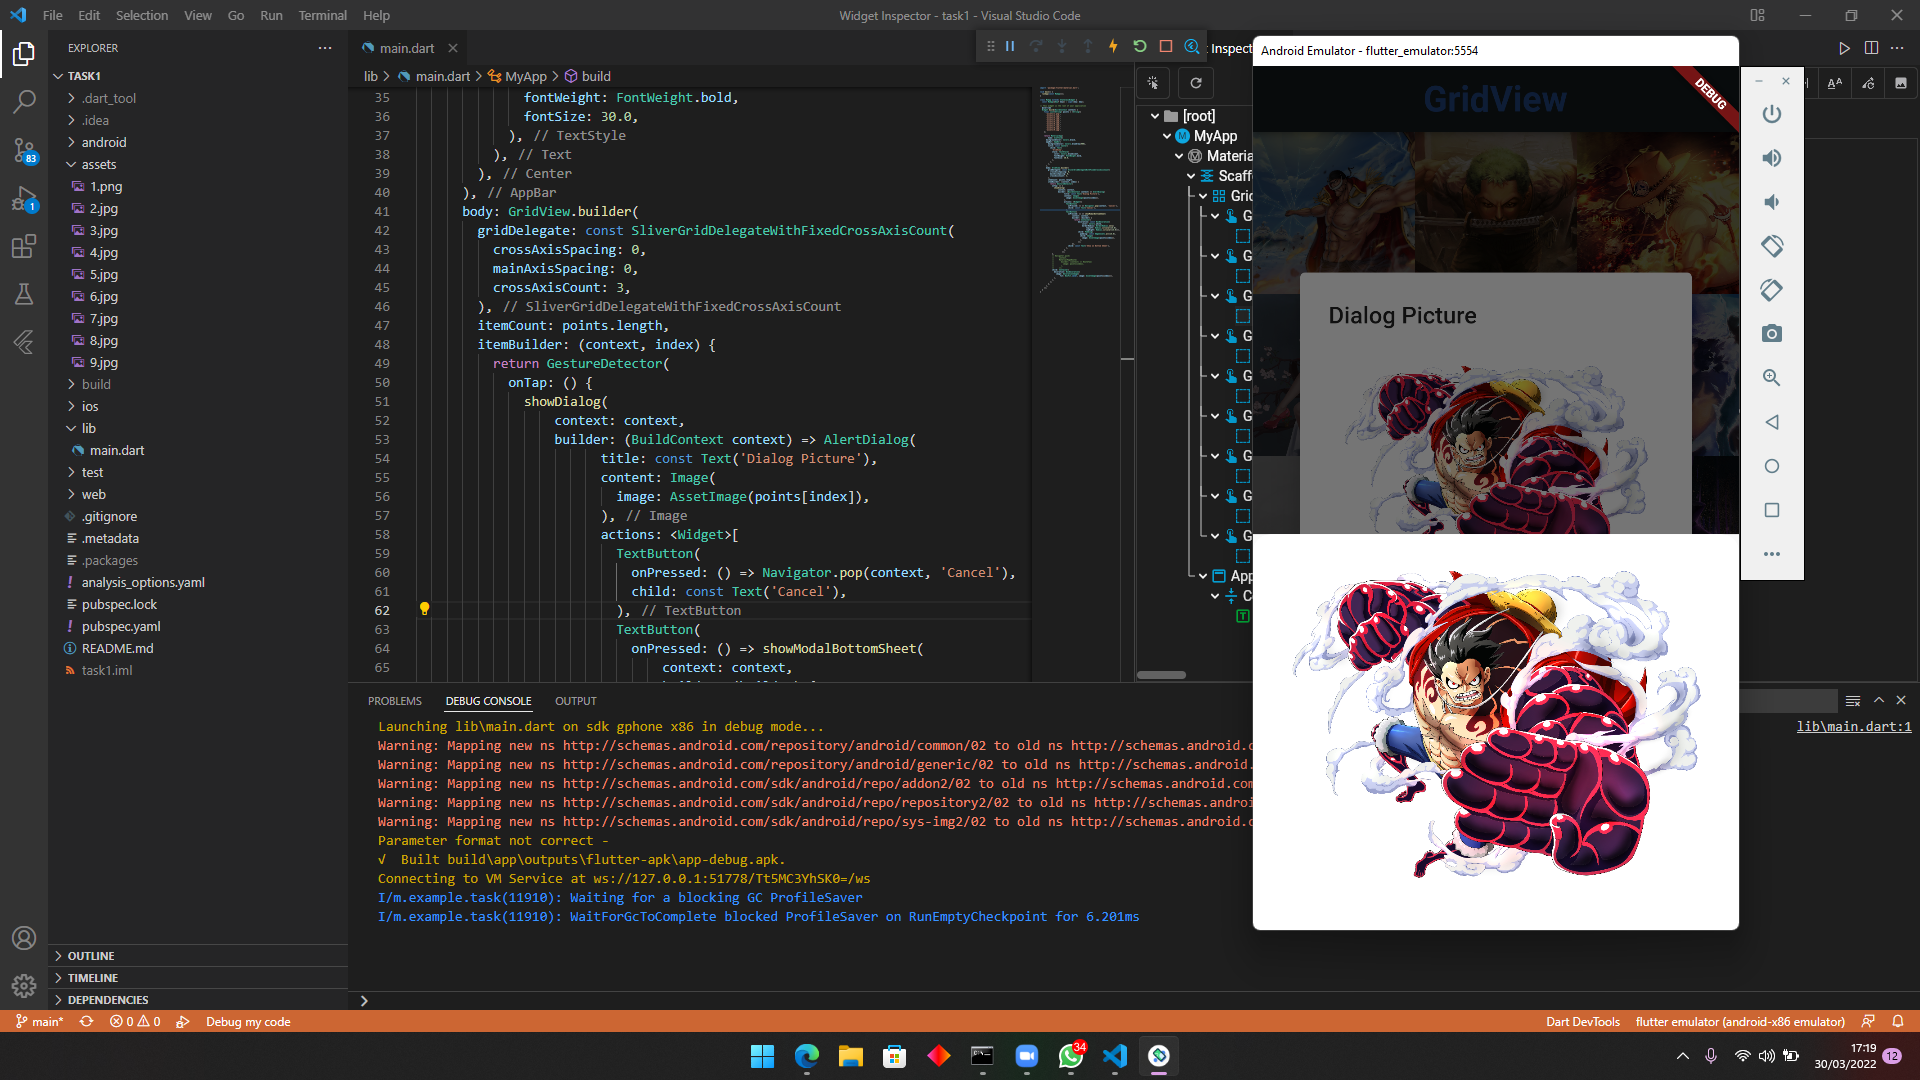 File Edit Selection View Go Run Terminal Help
Widget Inspector - task1 - Visual Studio Code
EXPLORER
TASK1
.dart_tool
.idea
android
assets
1.png
2.jpg
3.jpg
4.jpg
5.jpg
6.jpg
7.jpg
8.jpg
9.jpg
build
ios
lib
main.dart
test
web
.gitignore
.metadata
.packages
analysis_options.yaml
pubspec.lock
pubspec.yaml
README.md
task1.iml
OUTLINE
TIMELINE
DEPENDENCIES
83
1
main.dart
lib > main.dart > MyApp > build
35 fontWeight: FontWeight.bold,
36 fontSize: 30.0,
37 ), // TextStyle
38 ), // Text
39 ), // Center
40 ), // AppBar
41 body: GridView.builder(
42 gridDelegate: const SliverGridDelegateWithFixedCrossAxisCount(
43 crossAxisSpacing: 0,
44 mainAxisSpacing: 0,
45 crossAxisCount: 3,
46 ), // SliverGridDelegateWithFixedCrossAxisCount
47 itemCount: points.length,
48 itemBuilder: (context, index) {
49 return GestureDetector(
50 onTap: () {
51 showDialog(
52 context: context,
53 builder: (BuildContext context) => AlertDialog(
54 title: const Text('Dialog Picture'),
55 content: Image(
56 image: AssetImage(points[index]),
57 ), // Image
58 actions: <Widget>[
59 TextButton(
60 onPressed: () => Navigator.pop(context, 'Cancel'),
61 child: const Text('Cancel'),
62 ), // TextButton
63 TextButton(
64 onPressed: () => showModalBottomSheet(
65 context: context,
t Inspec
[root]
MyApp
Materia
Scaff
Gric
G
G
G
G
G
G
G
G
G
App
C
Android Emulator - flutter_emulator:5554
GridView
DEBUG
Dialog Picture
PROBLEMS DEBUG CONSOLE OUTPUT
Launching lib\main.dart on sdk gphone x86 in debug mode...
lib\main.dart:1
Warning: Mapping new ns http://schemas.android.com/repository/android/common/02 to old ns http://schemas.android.c
Warning: Mapping new ns http://schemas.android.com/repository/android/generic/02 to old ns http://schemas.android.
Warning: Mapping new ns http://schemas.android.com/sdk/android/repo/addon2/02 to old ns http://schemas.android.com
Warning: Mapping new ns http://schemas.android.com/sdk/android/repo/repository2/02 to old ns http://schemas.androi
Warning: Mapping new ns http://schemas.android.com/sdk/android/repo/sys-img2/02 to old ns http://schemas.android.c
Parameter format not correct -
√ Built build\app\outputs\flutter-apk\app-debug.apk.
Connecting to VM Service at ws://127.0.0.1:51778/Tt5MC3YhSK0=/ws
I/m.example.task(11910): Waiting for a blocking GC ProfileSaver
I/m.example.task(11910): WaitForGcToComplete blocked ProfileSaver on RunEmptyCheckpoint for 6.201ms
main* 0 0 Debug my code
Dart DevTools flutter emulator (android-x86 emulator)
34
17:19
30/03/2022
12